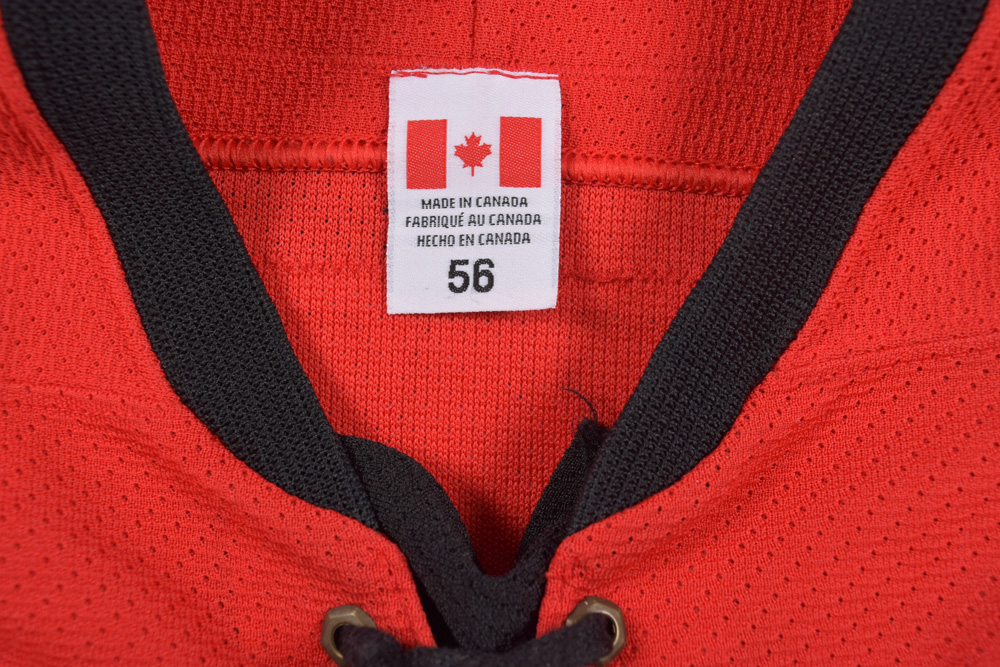 MADE IN CANADA
FABRIQUÉ AU CANADA
HECHO EN CANADA
56